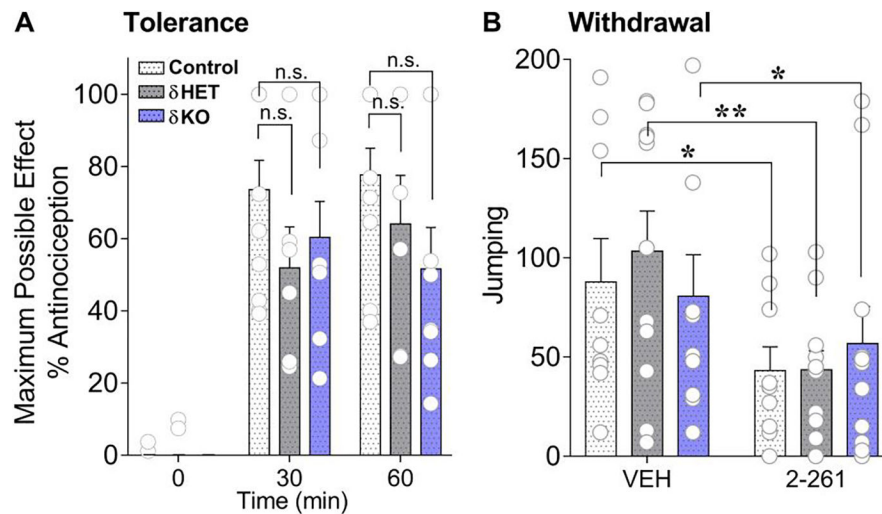 A Tolerance
Maximum Possible Effect
% Antinociception
100
80
60
40
20
0
Control
δHET
δKO
n.s.
n.s.
n.s.
n.s.
0 30 60
Time (min)
B Withdrawal
Jumping
200
150
100
50
0
*
**
*
VEH 2-261